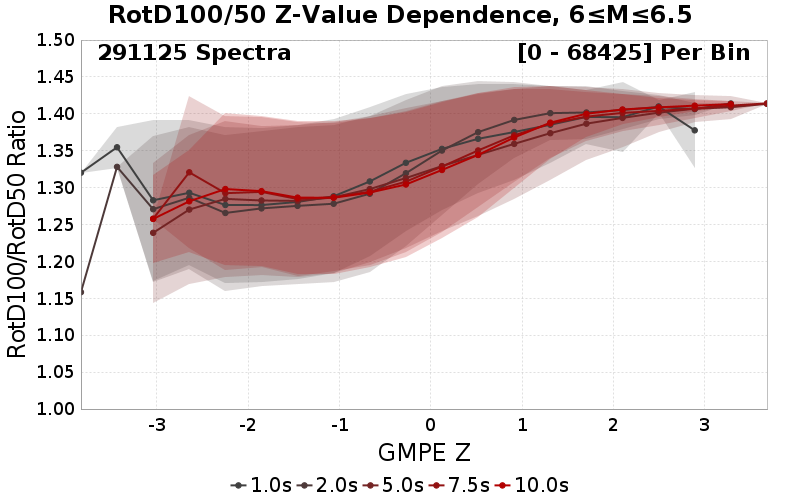 RotD100/50 Z-Value Dependence, 6≤M≤6.5
291125 Spectra
[0 - 68425] Per Bin
RotD100/RotD50 Ratio
1.50
1.45
1.40
1.35
1.30
1.25
1.20
1.15
1.10
1.05
1.00
-3 -2 -1 0 1 2 3
GMPE Z
1.0s 2.0s 5.0s 7.5s 10.0s